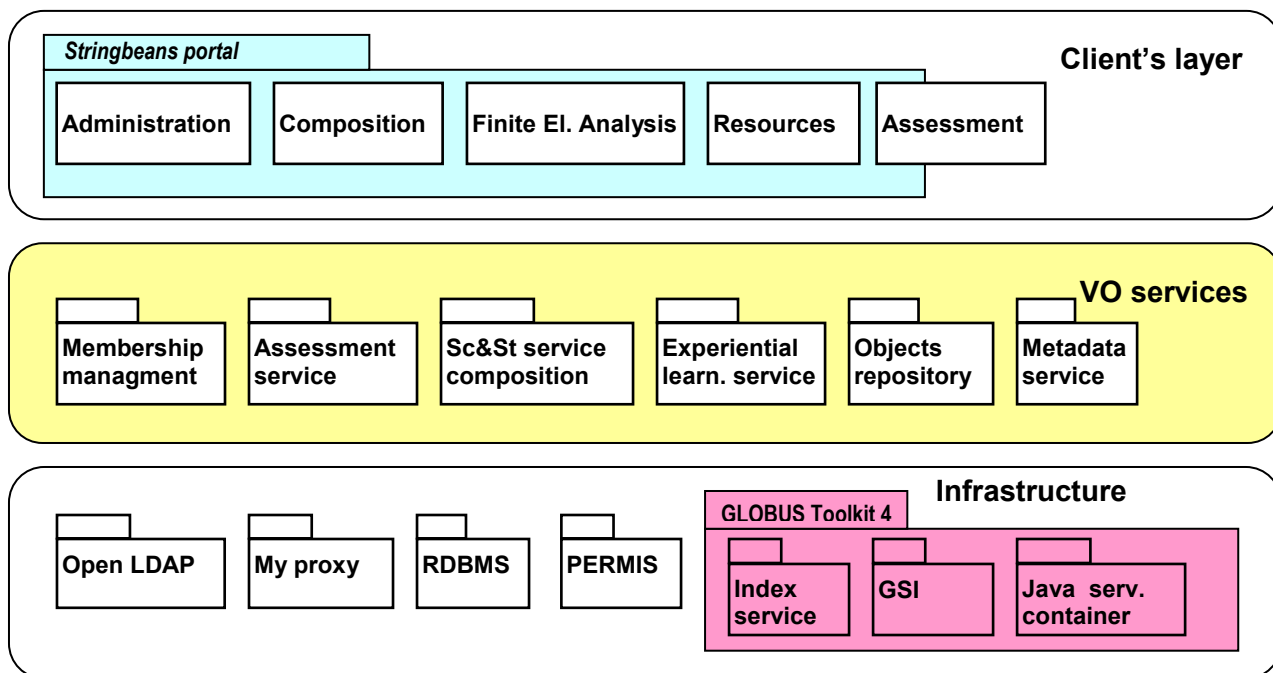 Stringbeans portal
Client’s layer
Administration
Composition
Finite El. Analysis
Resources
Assessment
VO services
Membership
managment
Assessment
service
Sc&St service
composition
Experiential
learn. service
Objects
repository
Metadata
service
Infrastructure
GLOBUS Toolkit 4
Open LDAP
My proxy
RDBMS
PERMIS
Index
service
GSI
Java serv.
container